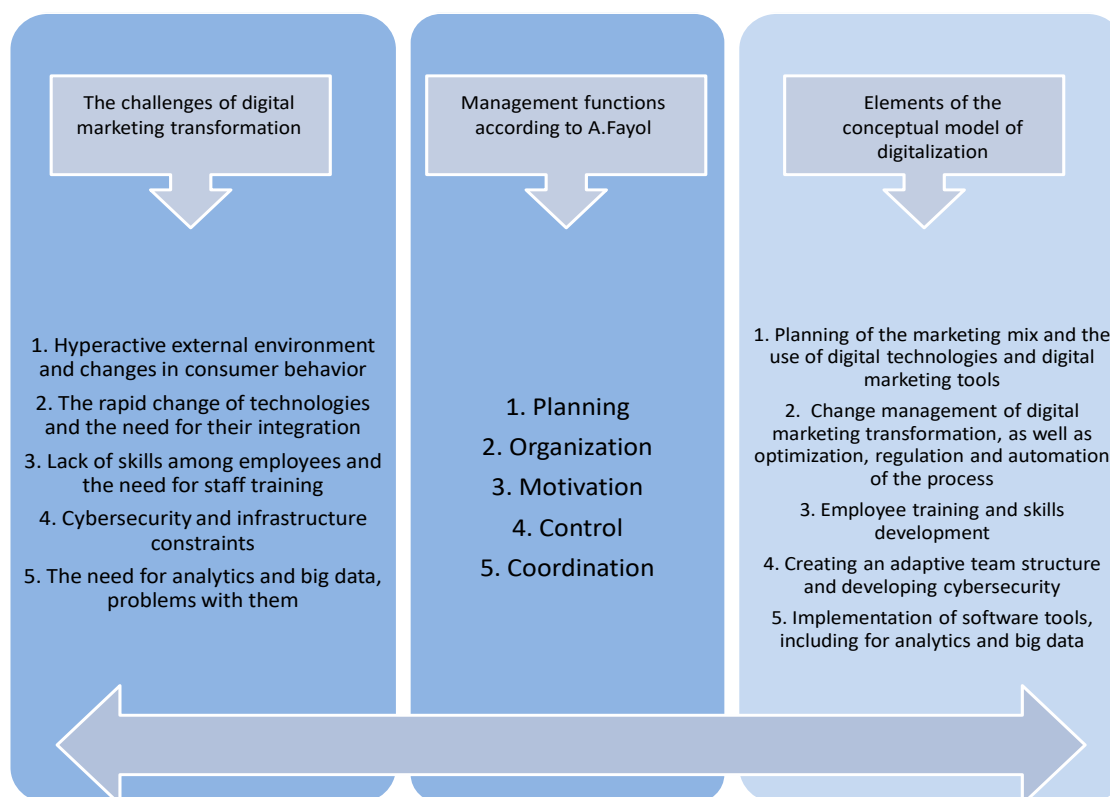 The challenges of digital
marketing transformation
1. Hyperactive external environment
and changes in consumer behavior
2. The rapid change of technologies
and the need for their integration
3. Lack of skills among employees and
the need for staff training
4. Cybersecurity and infrastructure
constraints
5. The need for analytics and big data,
problems with them
Management functions
according to A.Fayol
1. Planning
2. Organization
3. Motivation
4. Control
5. Coordination
Elements of the
conceptual model of
digitalization
1. Planning of the marketing mix and the
use of digital technologies and digital
marketing tools
2. Change management of digital
marketing transformation, as well as
optimization, regulation and automation
of the process
3. Employee training and skills
development
4. Creating an adaptive team structure
and developing cybersecurity
5. Implementation of software tools,
including for analytics and big data